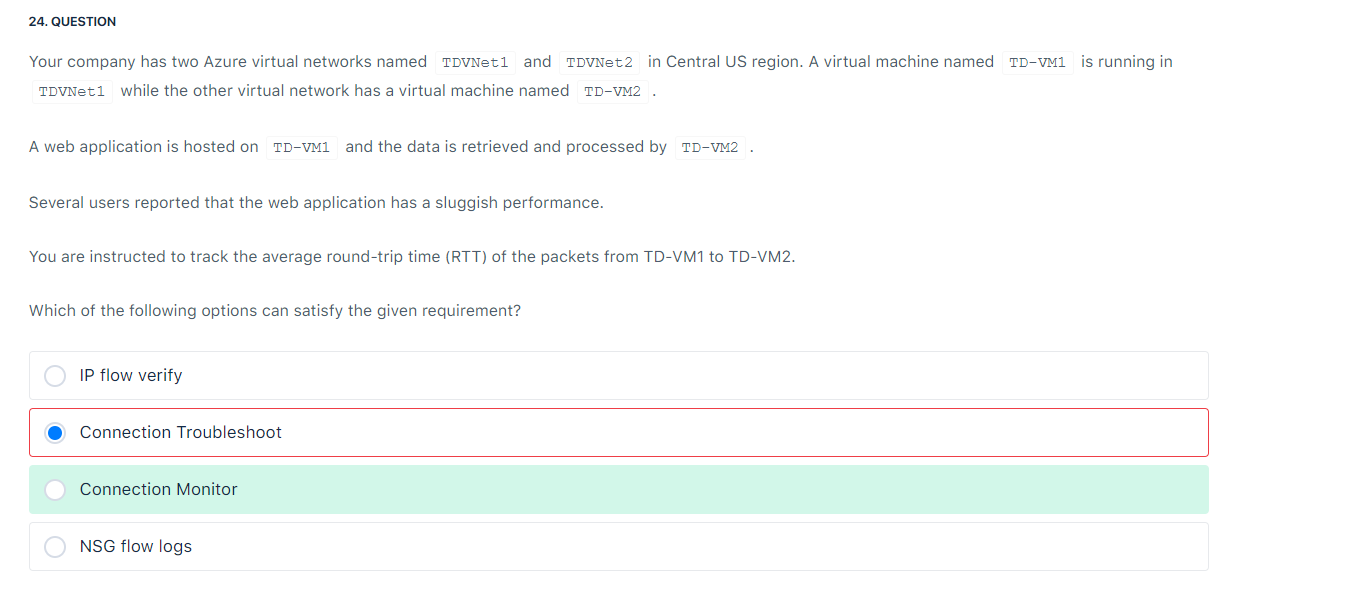 24. QUESTION
Your company has two Azure virtual networks named TDVNet1 and TDVNet2 in Central US region. A virtual machine named TD-VM1 is running in
TDVNet1 while the other virtual network has a virtual machine named TD-VM2 .
A web application is hosted on TD-VM1 and the data is retrieved and processed by TD-VM2 .
Several users reported that the web application has a sluggish performance.
You are instructed to track the average round-trip time (RTT) of the packets from TD-VM1 to TD-VM2.
Which of the following options can satisfy the given requirement?
IP flow verify
Connection Troubleshoot
Connection Monitor
NSG flow logs